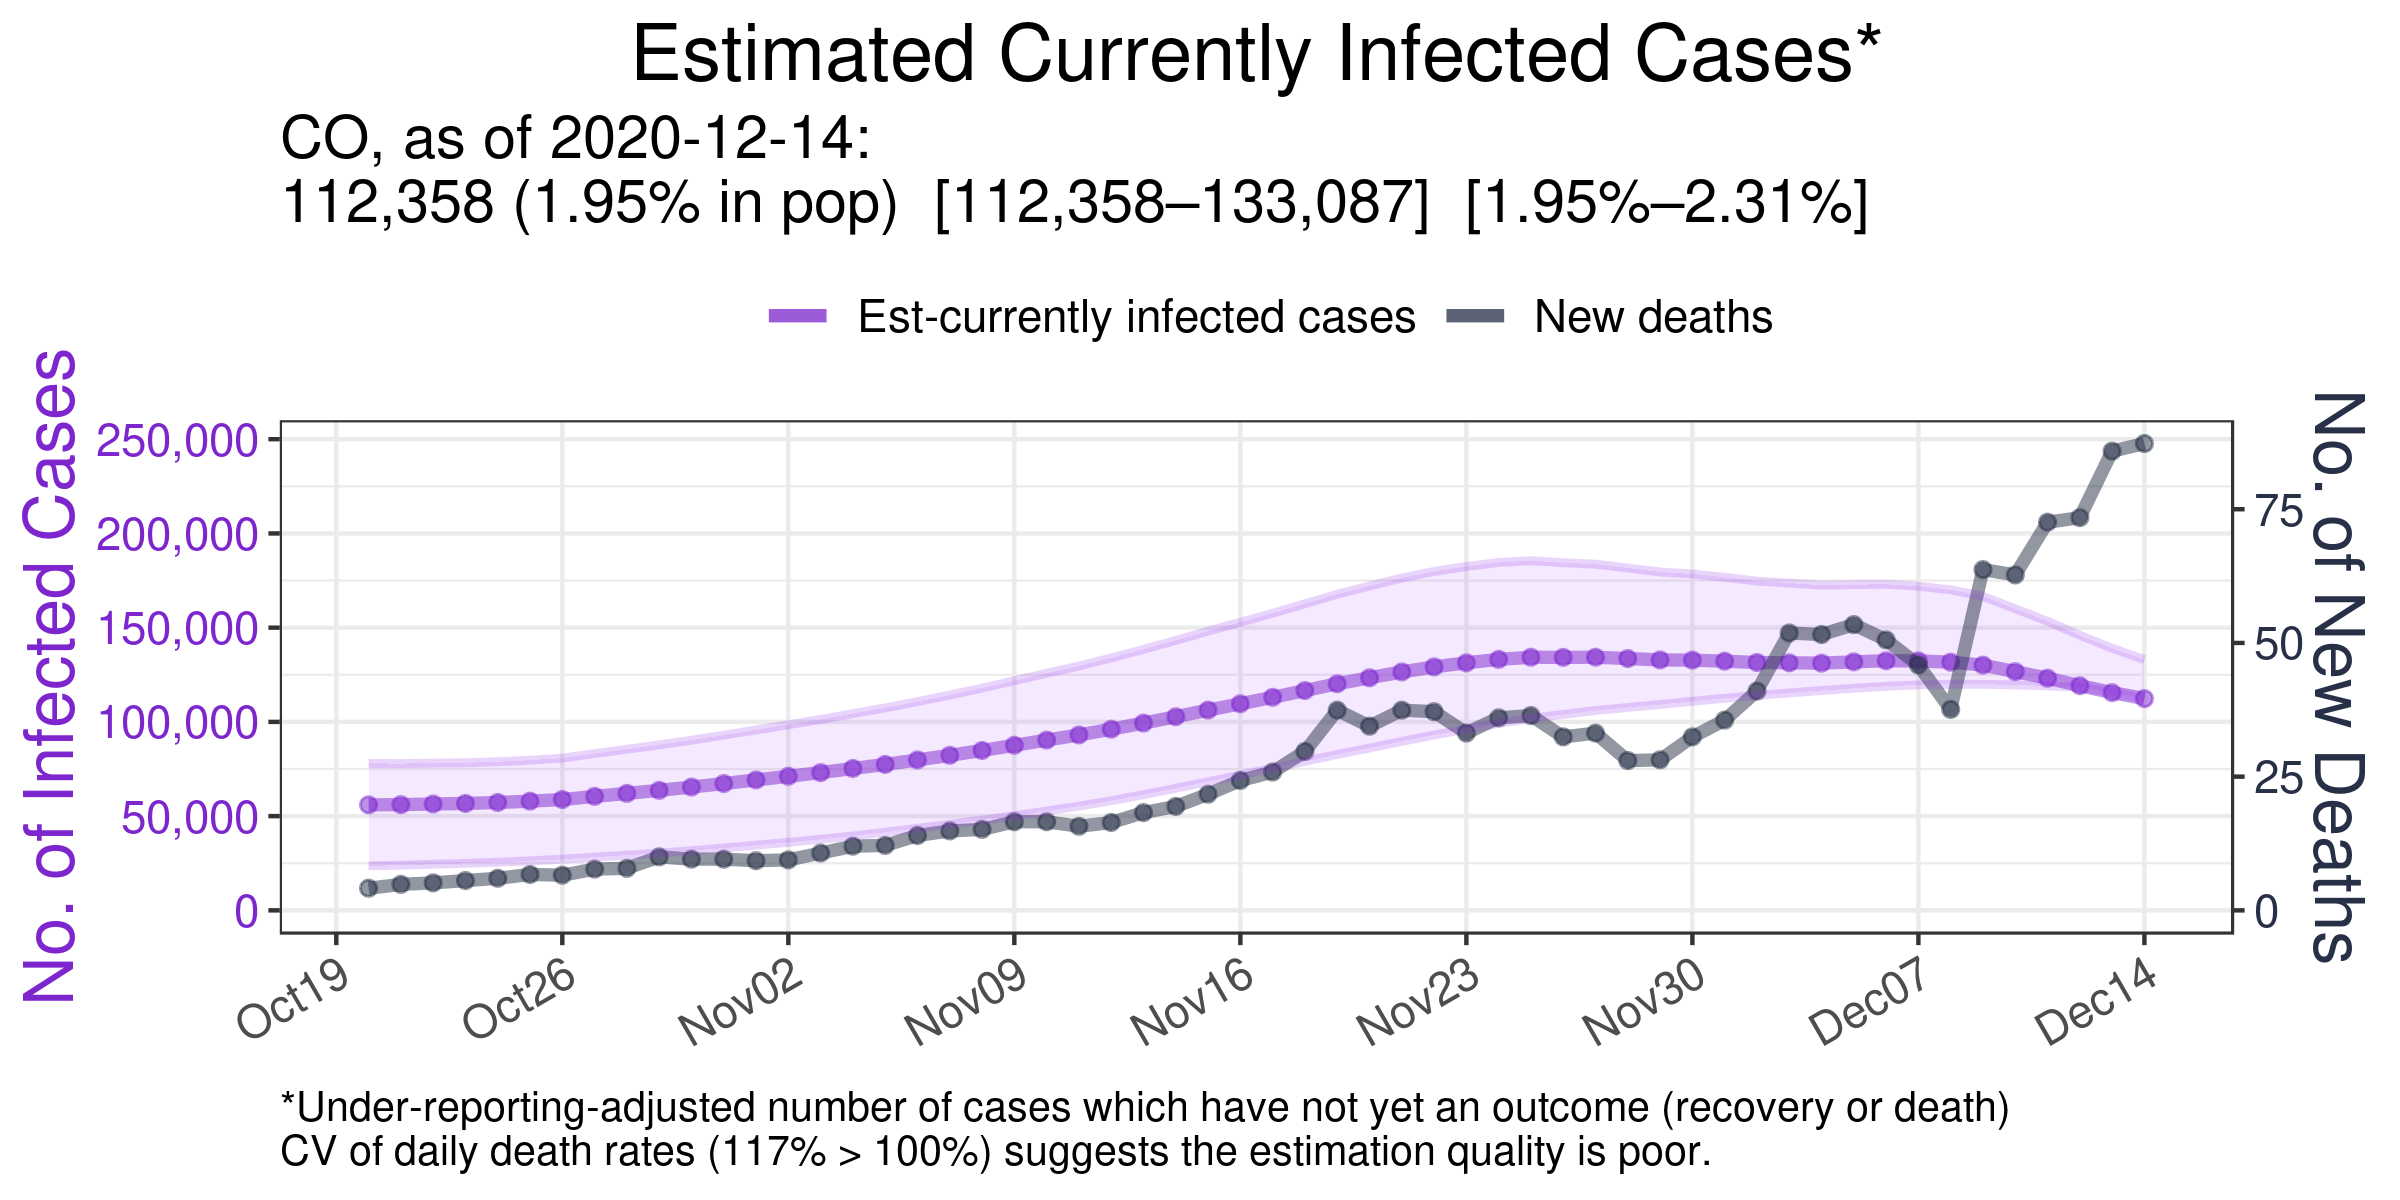 Estimated Currently Infected Cases*
CO, as of 2020-12-14:
112,358 (1.95% in pop) [112,358–133,087] [1.95%–2.31%]
Est-currently infected cases
New deaths
No. of Infected Cases
250,000
200,000
150,000
100,000
50,000
0
75
50
25
0
No. of New Deaths
Oct19
Oct26
Nov02
Nov09
Nov16
Nov23
Nov30
Dec07
Dec14
*Under-reporting-adjusted number of cases which have not yet an outcome (recovery or death)
CV of daily death rates (117% > 100%) suggests the estimation quality is poor.